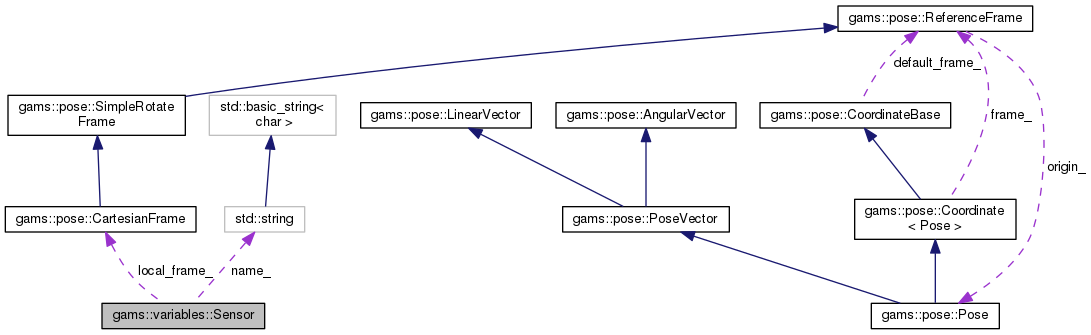 gams::pose::ReferenceFrame
default_frame_
gams::pose::SimpleRotate
Frame
std::basic_string<
char >
gams::pose::LinearVector
gams::pose::AngularVector
gams::pose::CoordinateBase
frame_
origin_
gams::pose::CartesianFrame
std::string
gams::pose::PoseVector
gams::pose::Coordinate
< Pose >
local_frame_
name_
gams::variables::Sensor
gams::pose::Pose